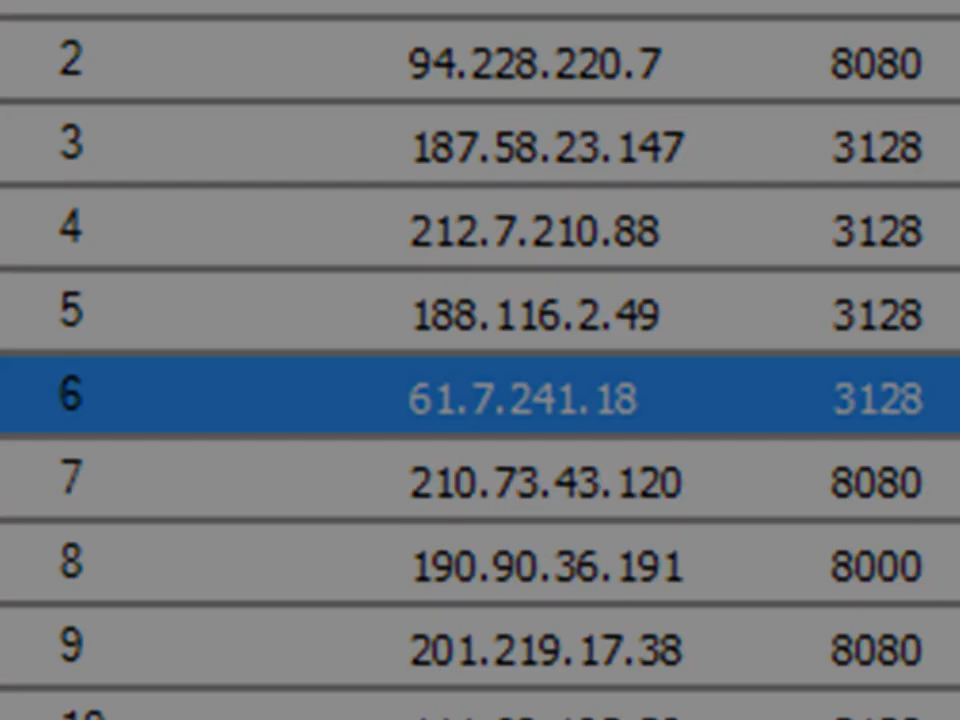 2 94.228.220.7 8080
3 187.58.23.147 3128
4 212.7.210.88 3128
5 188.116.2.49 3128
6 61.7.241.18 3128
7 210.73.43.120 8080
8 190.90.36.191 8000
9 201.219.17.38 8080